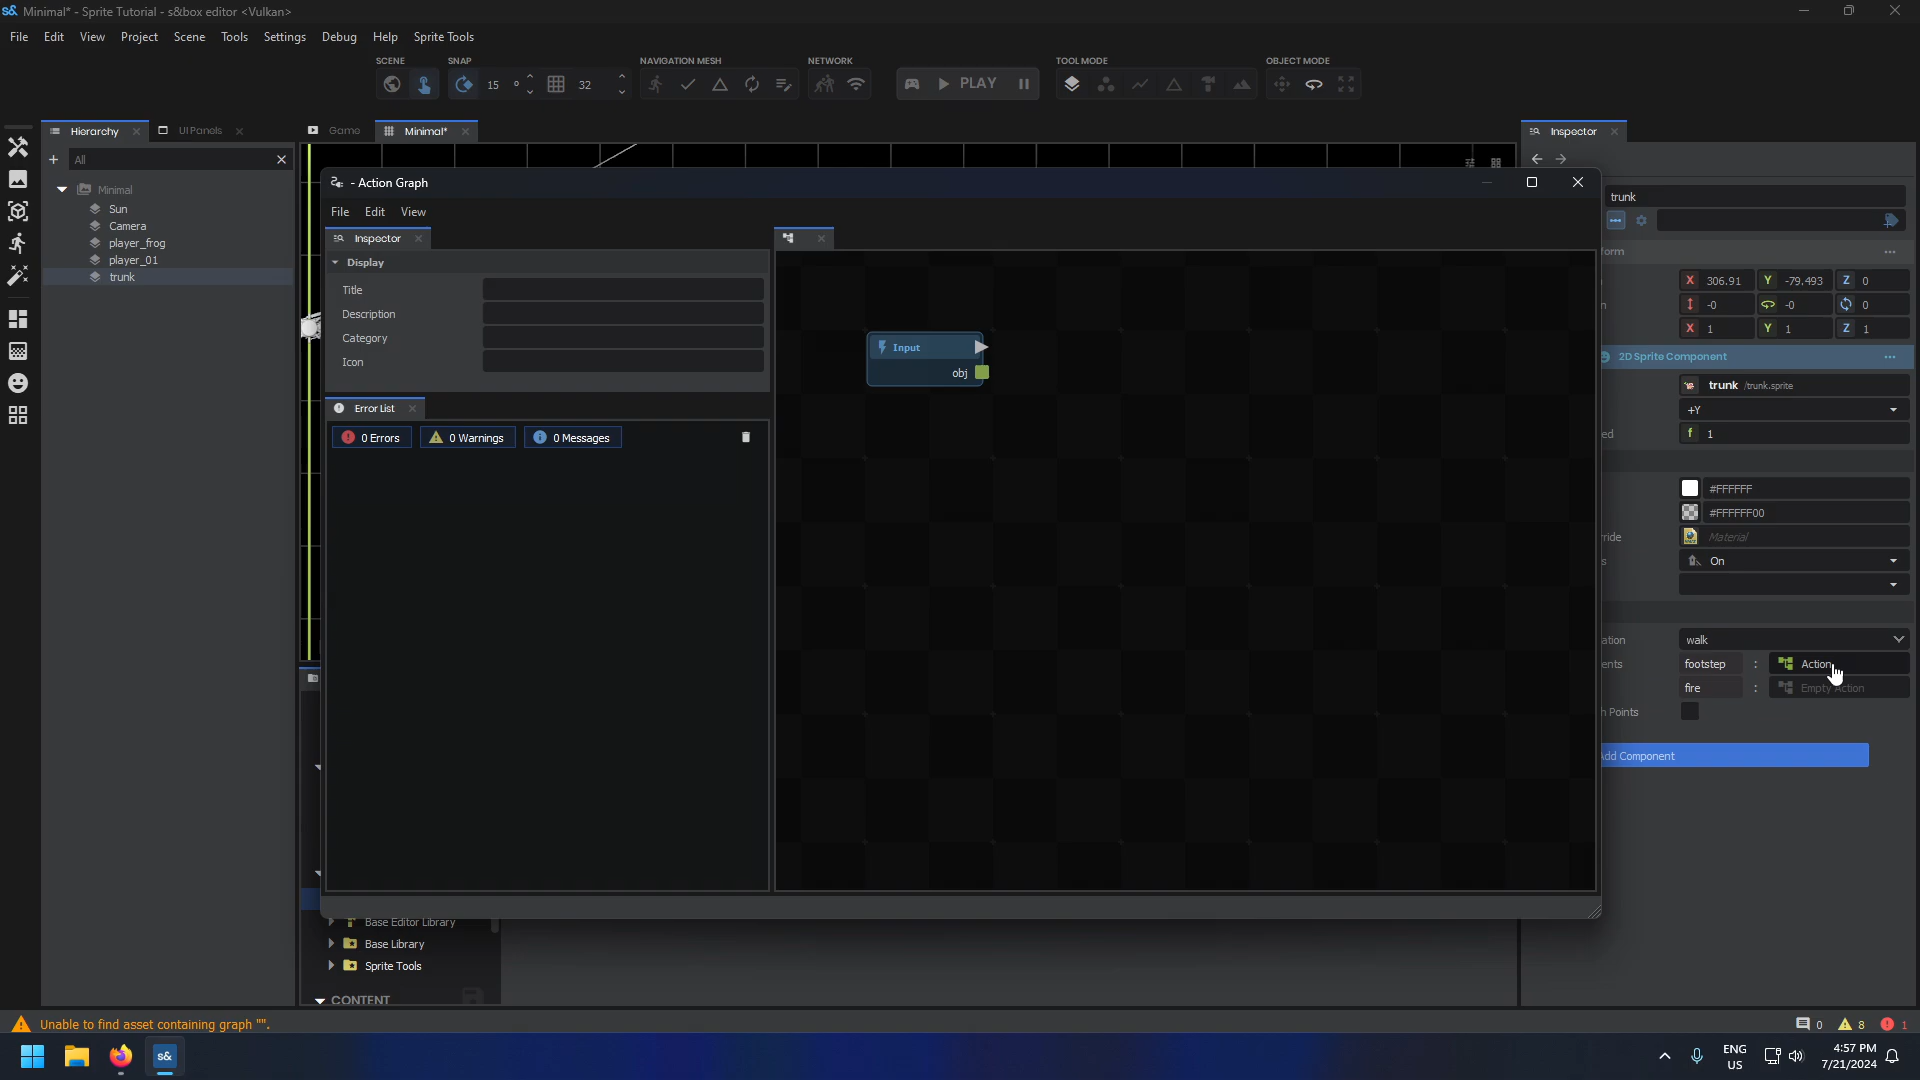 s& Minimal* - Sprite Tutorial - s&box editor <Vulkan>
File Edit View Project Scene Tools Settings Debug Help Sprite Tools
SCENE SNAP NAVIGATION MESH NETWORK TOOL MODE OBJECT MODE
15 ° 32 PLAY
Hierarchy UI Panels Game Minimal* Inspector
All
Minimal
Sun
Camera
player_frog
player_01
trunk
- Action Graph
File Edit View
Inspector
Display
Title
Description
Category
Icon
Error List
0 Errors 0 Warnings 0 Messages
Input
obj
trunk
form
X 306.91 Y -79.493 Z 0
n -0 -0 0
X 1 Y 1 Z 1
2D Sprite Component
trunk /trunk.sprite
+Y
ed f 1
#FFFFFF
#FFFFFF00
ride Material
s On
ation walk
ents footstep : Action
fire : Empty Action
h Points
Add Component
Base Editor Library
Base Library
Sprite Tools
CONTENT
Unable to find asset containing graph "".
0 8 1
s&
ENG
US
4:57 PM
7/21/2024